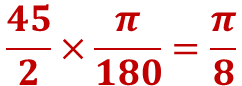 45/2 × π/180 = π/8